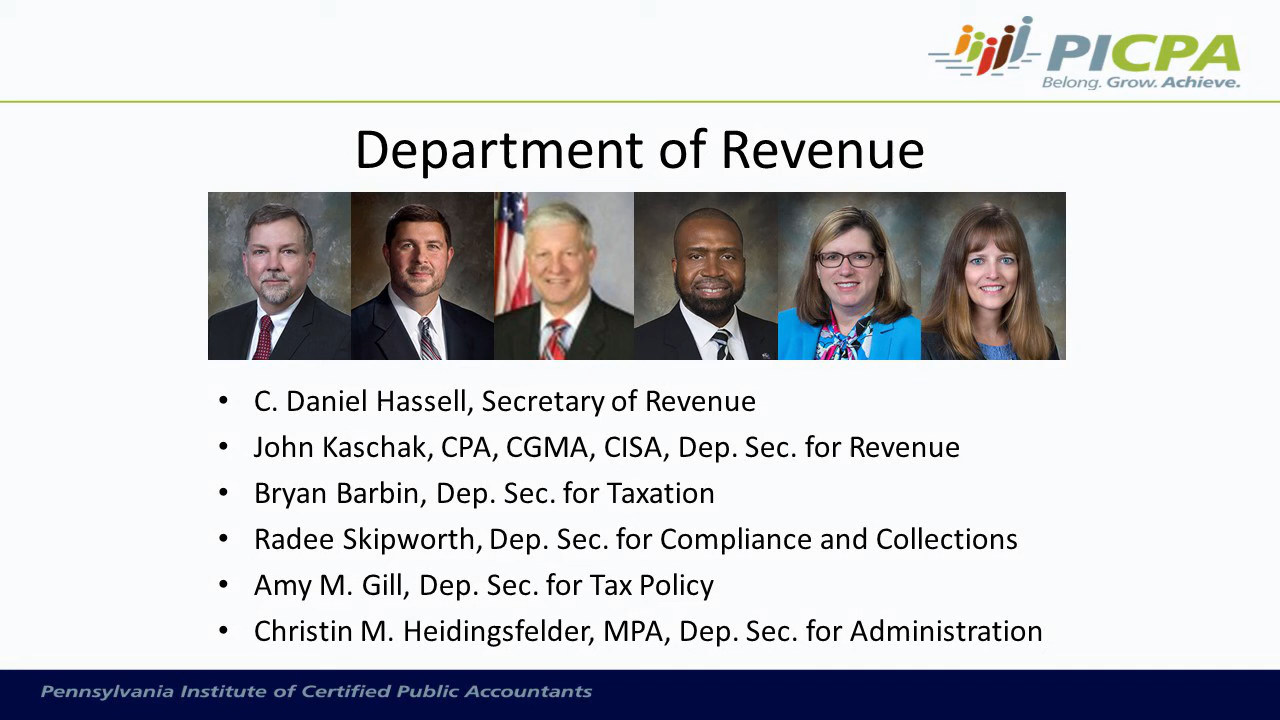 PICPA
Belong. Grow. Achieve.
Department of Revenue
• C. Daniel Hassell, Secretary of Revenue
• John Kaschak, CPA, CGMA, CISA, Dep. Sec. for Revenue
• Bryan Barbin, Dep. Sec. for Taxation
• Radee Skipworth, Dep. Sec. for Compliance and Collections
• Amy M. Gill, Dep. Sec. for Tax Policy
• Christin M. Heidingsfelder, MPA, Dep. Sec. for Administration
Pennsylvania Institute of Certified Public Accountants